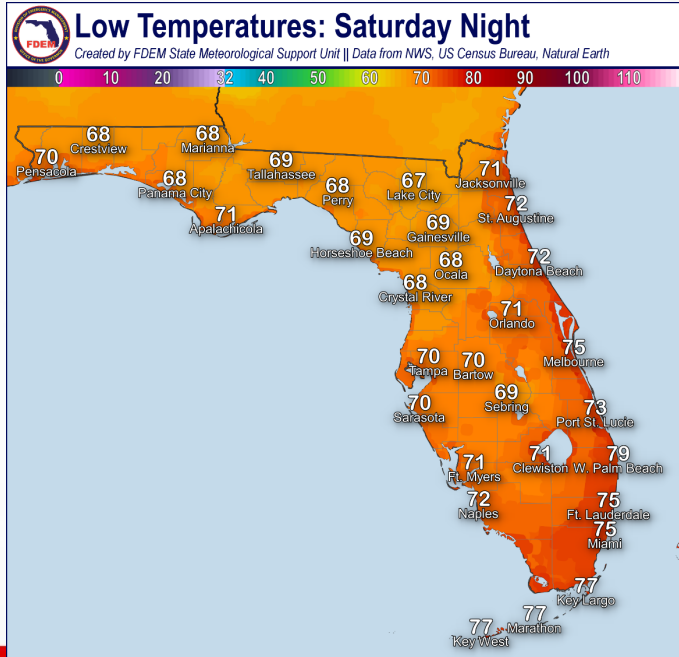 Low Temperatures: Saturday Night
Created by FDEM State Meteorological Support Unit || Data from NWS, US Census Bureau, Natural Earth
FDEM
0 10 20 32 40 50 60 70 80 90 100 110
68
Crestview
68
Marianna
70
Pensacola
69
Tallahassee
68
Panama City
68
Perry
67
Lake City
71
Jacksonville
71
Apalachicola
72
St. Augustine
69
Gainesville
69
Horseshoe Beach
68
Ocala
72
Daytona Beach
68
Crystal River
71
Orlando
75
Melbourne
70
Tampa
70
Bartow
69
Sebring
70
Sarasota
73
Port St. Lucie
71
Ft. Myers
71
Clewiston
79
W. Palm Beach
72
Naples
75
Ft. Lauderdale
75
Miami
77
Key Largo
77
Marathon
77
Key West